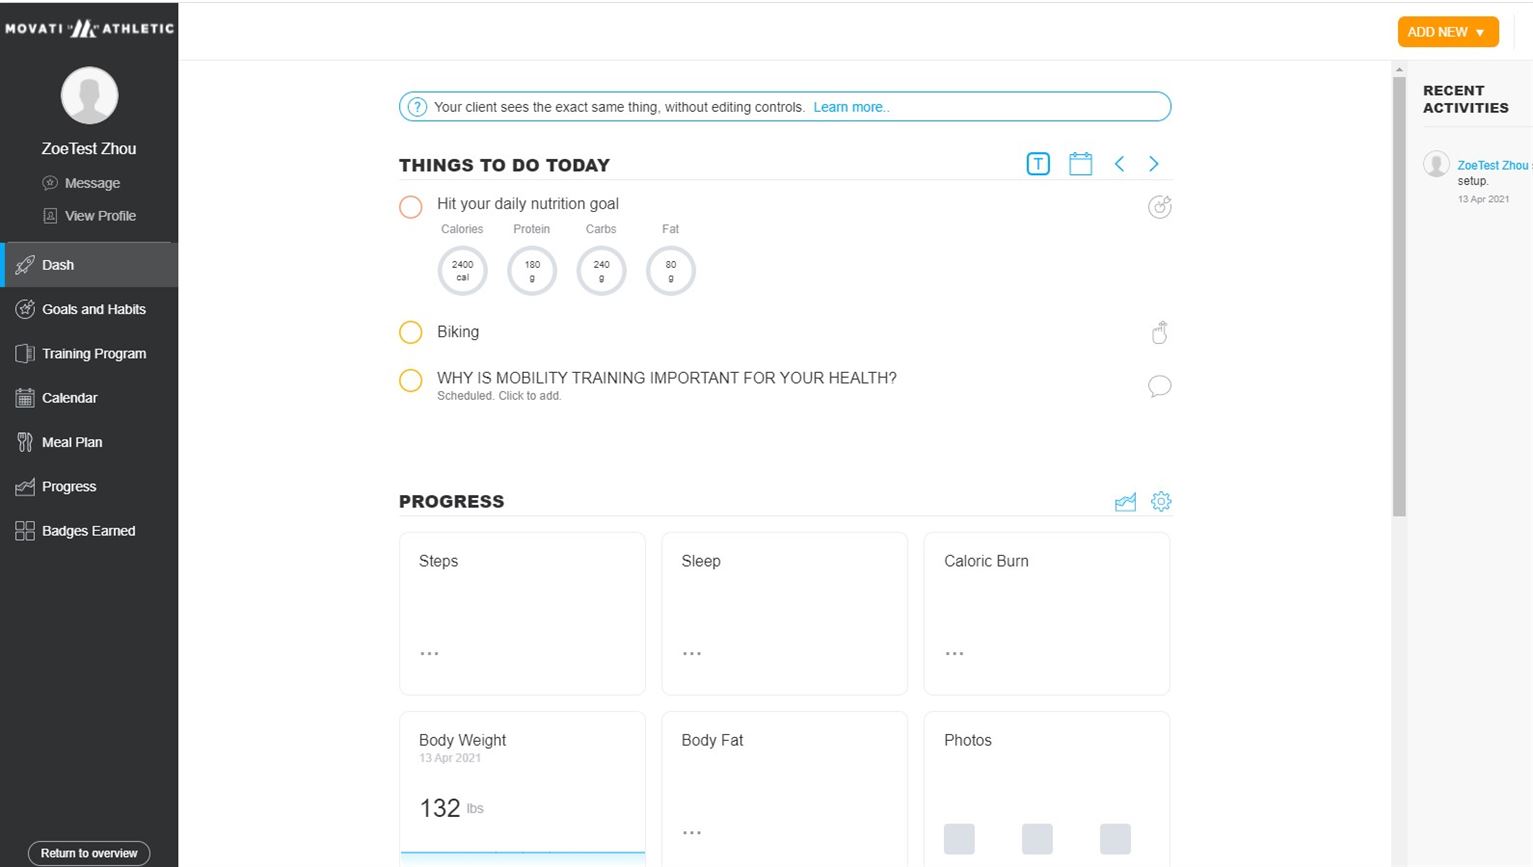 MOVATI ATHLETIC
ADD NEW
ZoeTest Zhou
Message
View Profile
Dash
Goals and Habits
Training Program
Calendar
Meal Plan
Progress
Badges Earned
Return to overview
? Your client sees the exact same thing, without editing controls. Learn more..
THINGS TO DO TODAY
T
Hit your daily nutrition goal
Calories Protein Carbs Fat
2400 180 240 80
cal g g g
Biking
WHY IS MOBILITY TRAINING IMPORTANT FOR YOUR HEALTH?
Scheduled. Click to add.
PROGRESS
Steps Sleep Caloric Burn
... ... ...
Body Weight Body Fat Photos
13 Apr 2021
132 lbs
...
RECENT
ACTIVITIES
ZoeTest Zhou
setup.
13 Apr 2021